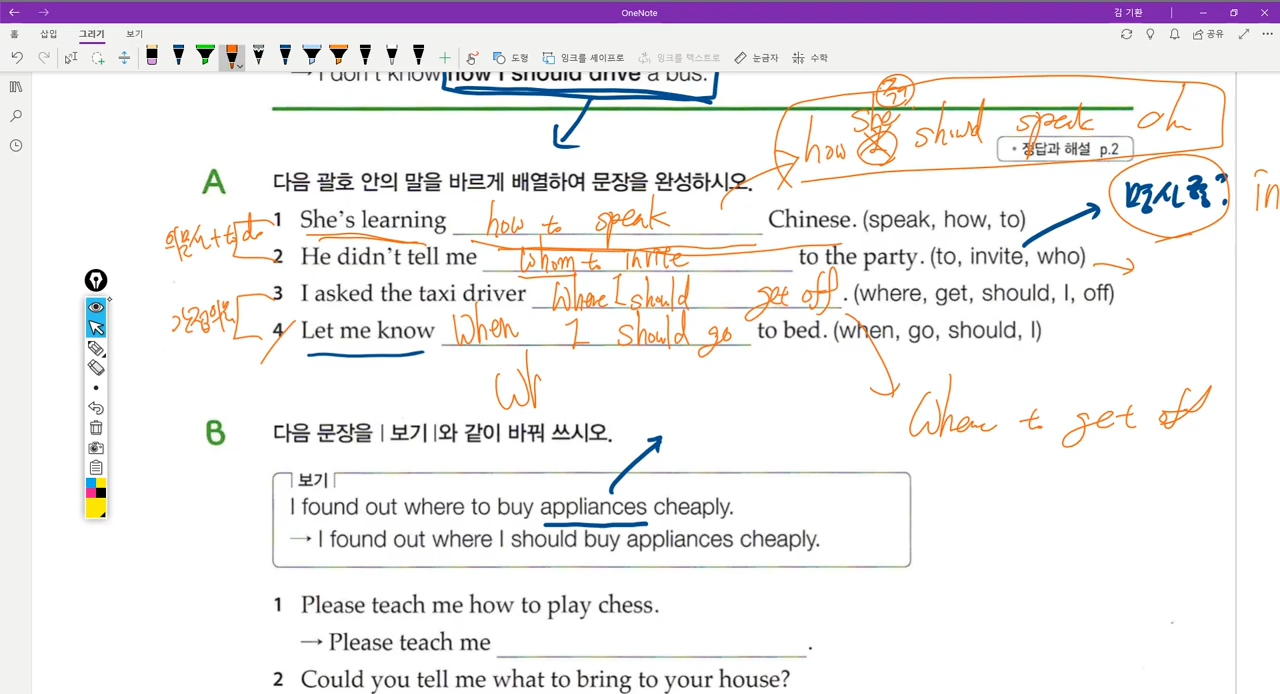 OneNote
김 기환
홈 삽입 그리기 보기
공유
도형 잉크를 셰이프로 잉크를 텍스트로 눈금자 수학
→ I don't know how I should drive a bus.
how she should speak
• 정답과 해설 p.2
A 다음 괄호 안의 말을 바르게 배열하여 문장을 완성하시오.
의문사 + to do
1 She's learning how to speak Chinese. (speak, how, to)
2 He didn't tell me whom to invite to the party. (to, invite, who)
in
3 I asked the taxi driver where I should get off. (where, get, should, I, off)
4 Let me know when I should go to bed. (when, go, should, I)
Where to get off
B 다음 문장을 | 보기 |와 같이 바꿔 쓰시오.
보기
I found out where to buy appliances cheaply.
→ I found out where I should buy appliances cheaply.
1 Please teach me how to play chess.
→ Please teach me .
2 Could you tell me what to bring to your house?